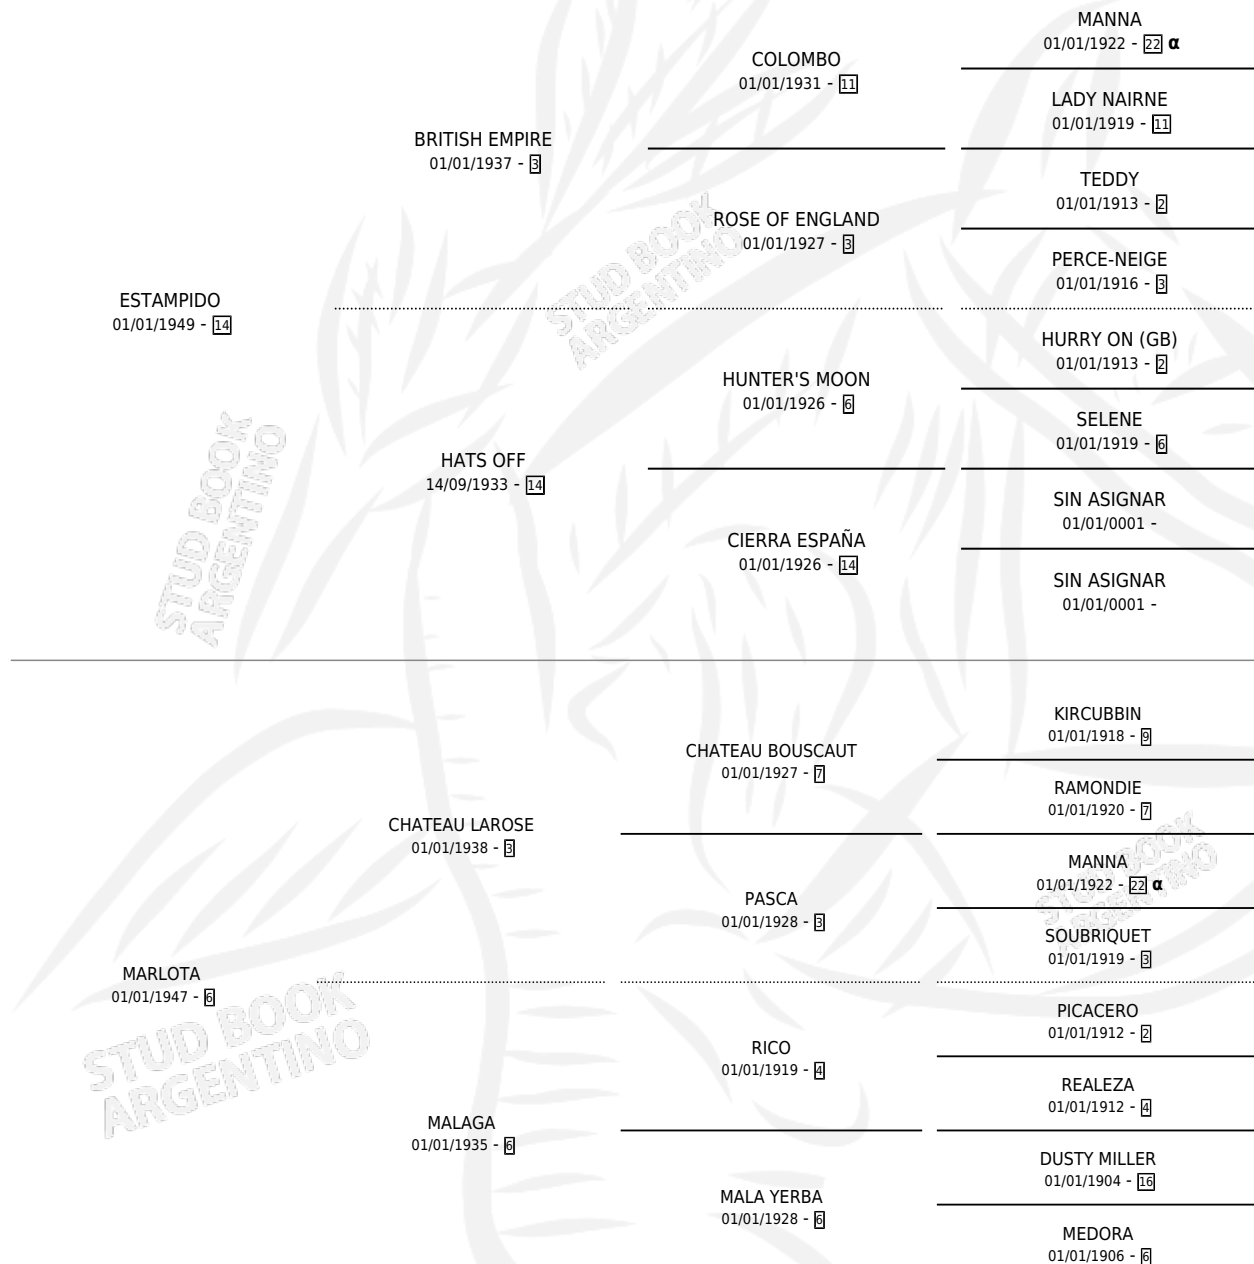 MANNA
01/01/1922 - 22 α
COLOMBO
01/01/1931 - 11
LADY NAIRNE
01/01/1919 - 11
BRITISH EMPIRE
01/01/1937 - 3
TEDDY
01/01/1913 - 2
ROSE OF ENGLAND
01/01/1927 - 3
PERCE-NEIGE
01/01/1916 - 3
ESTAMPIDO
01/01/1949 - 14
HURRY ON (GB)
01/01/1913 - 2
HUNTER'S MOON
01/01/1926 - 6
SELENE
01/01/1919 - 6
HATS OFF
14/09/1933 - 14
SIN ASIGNAR
01/01/0001 -
CIERRA ESPAÑA
01/01/1926 - 14
SIN ASIGNAR
01/01/0001 -
KIRCUBBIN
01/01/1918 - 9
CHATEAU BOUSCAUT
01/01/1927 - 7
RAMONDIE
01/01/1920 - 7
CHATEAU LAROSE
01/01/1938 - 3
MANNA
01/01/1922 - 22 α
PASCA
01/01/1928 - 3
SOUBRIQUET
01/01/1919 - 3
MARLOTA
01/01/1947 - 6
PICACERO
01/01/1912 - 2
RICO
01/01/1919 - 4
REALEZA
01/01/1912 - 4
MALAGA
01/01/1935 - 6
DUSTY MILLER
01/01/1904 - 16
MALA YERBA
01/01/1928 - 6
MEDORA
01/01/1906 - 6
STUD BOOK
ARGENTINO
STUD BOOK
ARGENTINO
STUD BOOK
ARGENTINO
STUD BOOK
ARGENTINO